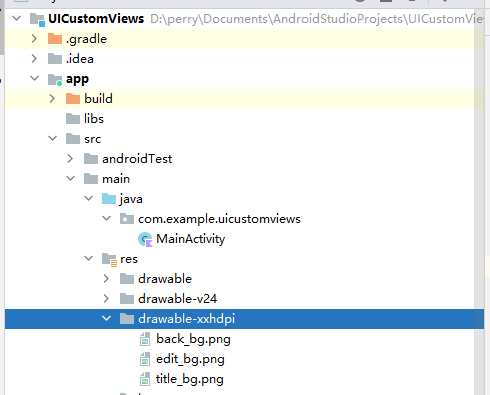 UICustomViews D:\perry\Documents\AndroidStudioProjects\UICustomView
.gradle
.idea
app
build
libs
src
androidTest
main
java
com.example.uicustomviews
MainActivity
res
drawable
drawable-v24
drawable-xxhdpi
back_bg.png
edit_bg.png
title_bg.png